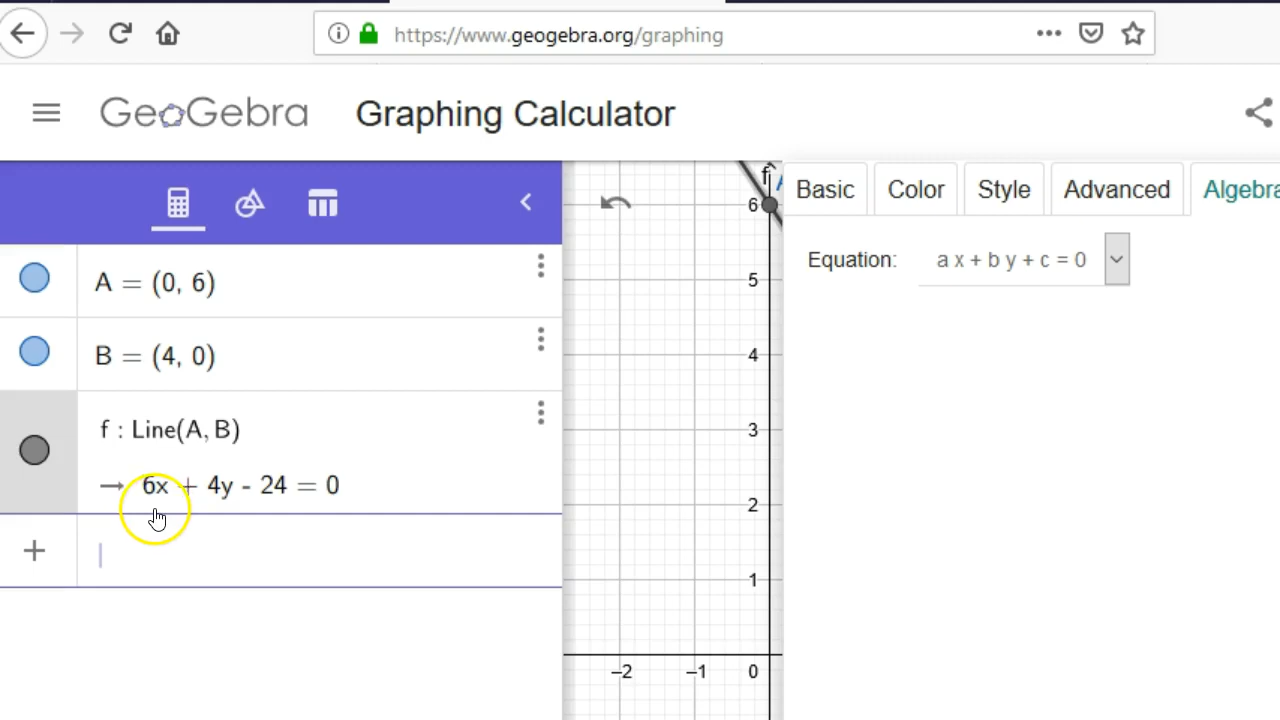 https://www.geogebra.org/graphing
GeoGebra Graphing Calculator
A = (0, 6)
B = (4, 0)
f : Line(A, B)
→ 6x + 4y - 24 = 0
f
6
5
4
3
2
1
-2 -1 0
Basic Color Style Advanced Algebra
Equation: a x + b y + c = 0